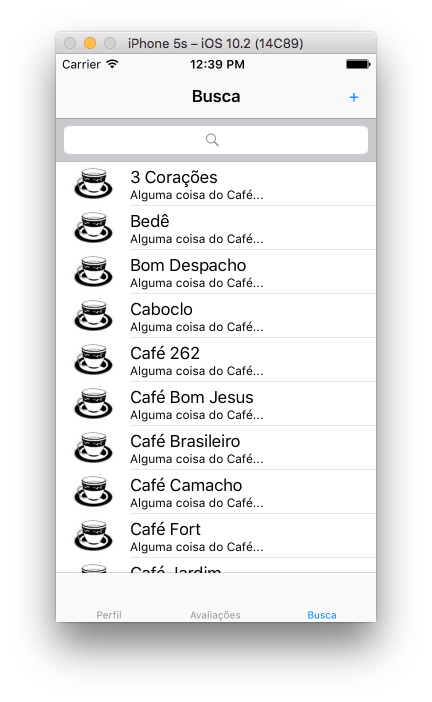 iPhone 5s – iOS 10.2 (14C89)
Carrier 12:39 PM
Busca +
3 Corações
Alguma coisa do Café...
Bedê
Alguma coisa do Café...
Bom Despacho
Alguma coisa do Café...
Caboclo
Alguma coisa do Café...
Café 262
Alguma coisa do Café...
Café Bom Jesus
Alguma coisa do Café...
Café Brasileiro
Alguma coisa do Café...
Café Camacho
Alguma coisa do Café...
Café Fort
Alguma coisa do Café...
Café Jardim
Perfil Avaliações Busca